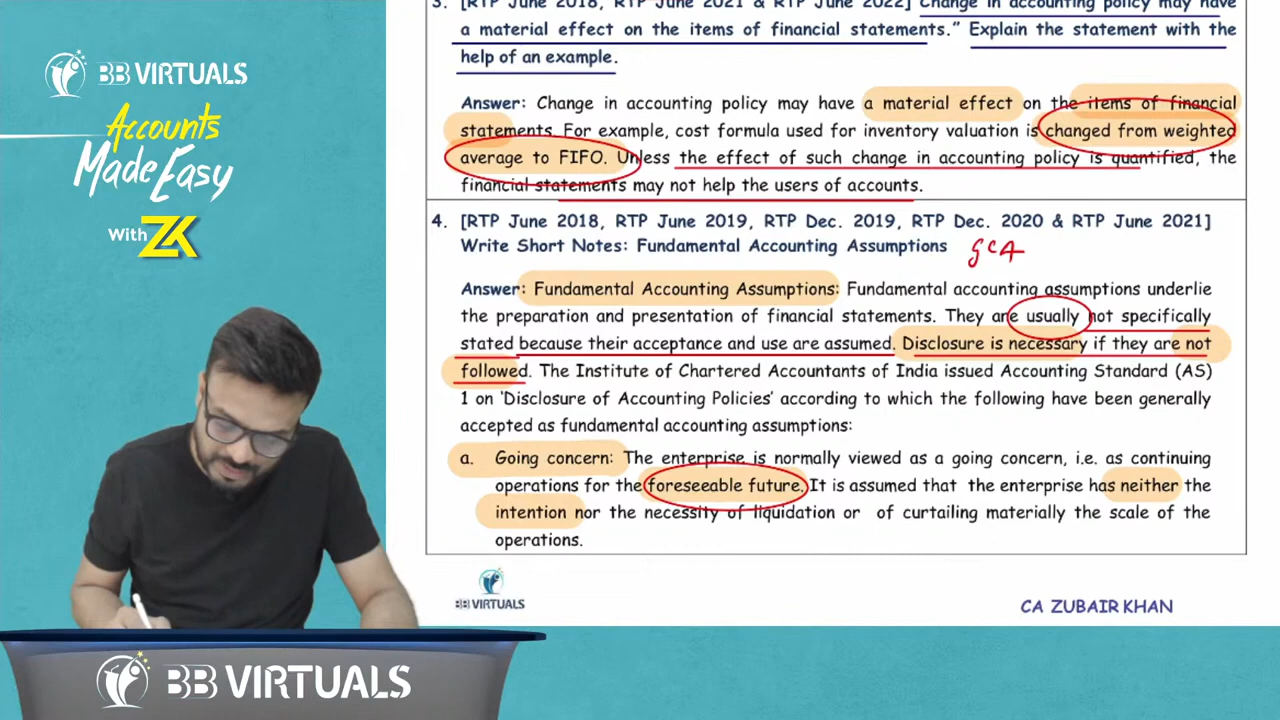 BB VIRTUALS
Accounts
Made Easy
With ZK
3. [RTP June 2018, RTP June 2021 & RTP June 2022] Change in accounting policy may have
a material effect on the items of financial statements.” Explain the statement with the
help of an example.
Answer: Change in accounting policy may have a material effect on the items of financial
statements. For example, cost formula used for inventory valuation is changed from weighted
average to FIFO. Unless the effect of such change in accounting policy is quantified, the
financial statements may not help the users of accounts.
4. [RTP June 2018, RTP June 2019, RTP Dec. 2019, RTP Dec. 2020 & RTP June 2021]
Write Short Notes: Fundamental Accounting Assumptions
GCA
Answer: Fundamental Accounting Assumptions: Fundamental accounting assumptions underlie
the preparation and presentation of financial statements. They are usually not specifically
stated because their acceptance and use are assumed. Disclosure is necessary if they are not
followed. The Institute of Chartered Accountants of India issued Accounting Standard (AS)
1 on ‘Disclosure of Accounting Policies’ according to which the following have been generally
accepted as fundamental accounting assumptions:
a. Going concern: The enterprise is normally viewed as a going concern, i.e. as continuing
operations for the foreseeable future. It is assumed that the enterprise has neither the
intention nor the necessity of liquidation or of curtailing materially the scale of the
operations.
BB VIRTUALS
CA ZUBAIR KHAN
BB VIRTUALS